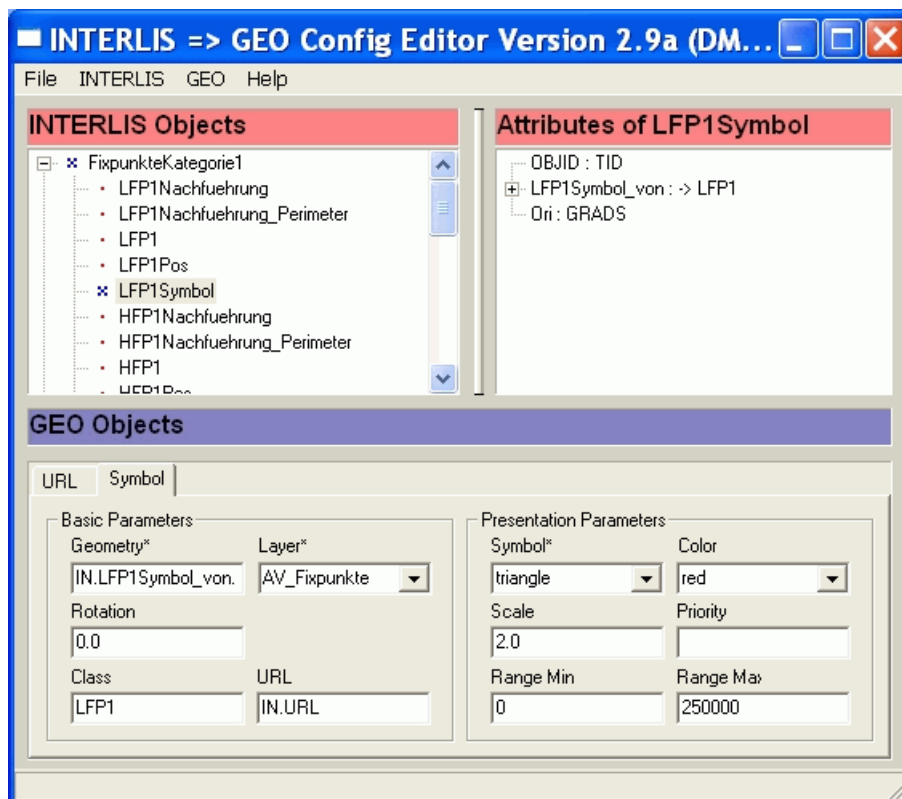 INTERLIS => GEO Config Editor Version 2.9a (DM...
File INTERLIS GEO Help
INTERLIS Objects
FixpunkteKategorie1
LFP1Nachfuehrung
LFP1Nachfuehrung_Perimeter
LFP1
LFP1Pos
LFP1Symbol
HFP1Nachfuehrung
HFP1Nachfuehrung_Perimeter
HFP1
HFP1Pos
Attributes of LFP1Symbol
OBJID : TID
LFP1Symbol_von : -> LFP1
Ori : GRADS
GEO Objects
URL Symbol
Basic Parameters
Geometry* Layer*
IN.LFP1Symbol_von. AV_Fixpunkte
Rotation
0.0
Class URL
LFP1 IN.URL
Presentation Parameters
Symbol* Color
triangle red
Scale Priority
2.0
Range Min Range Max
0 250000